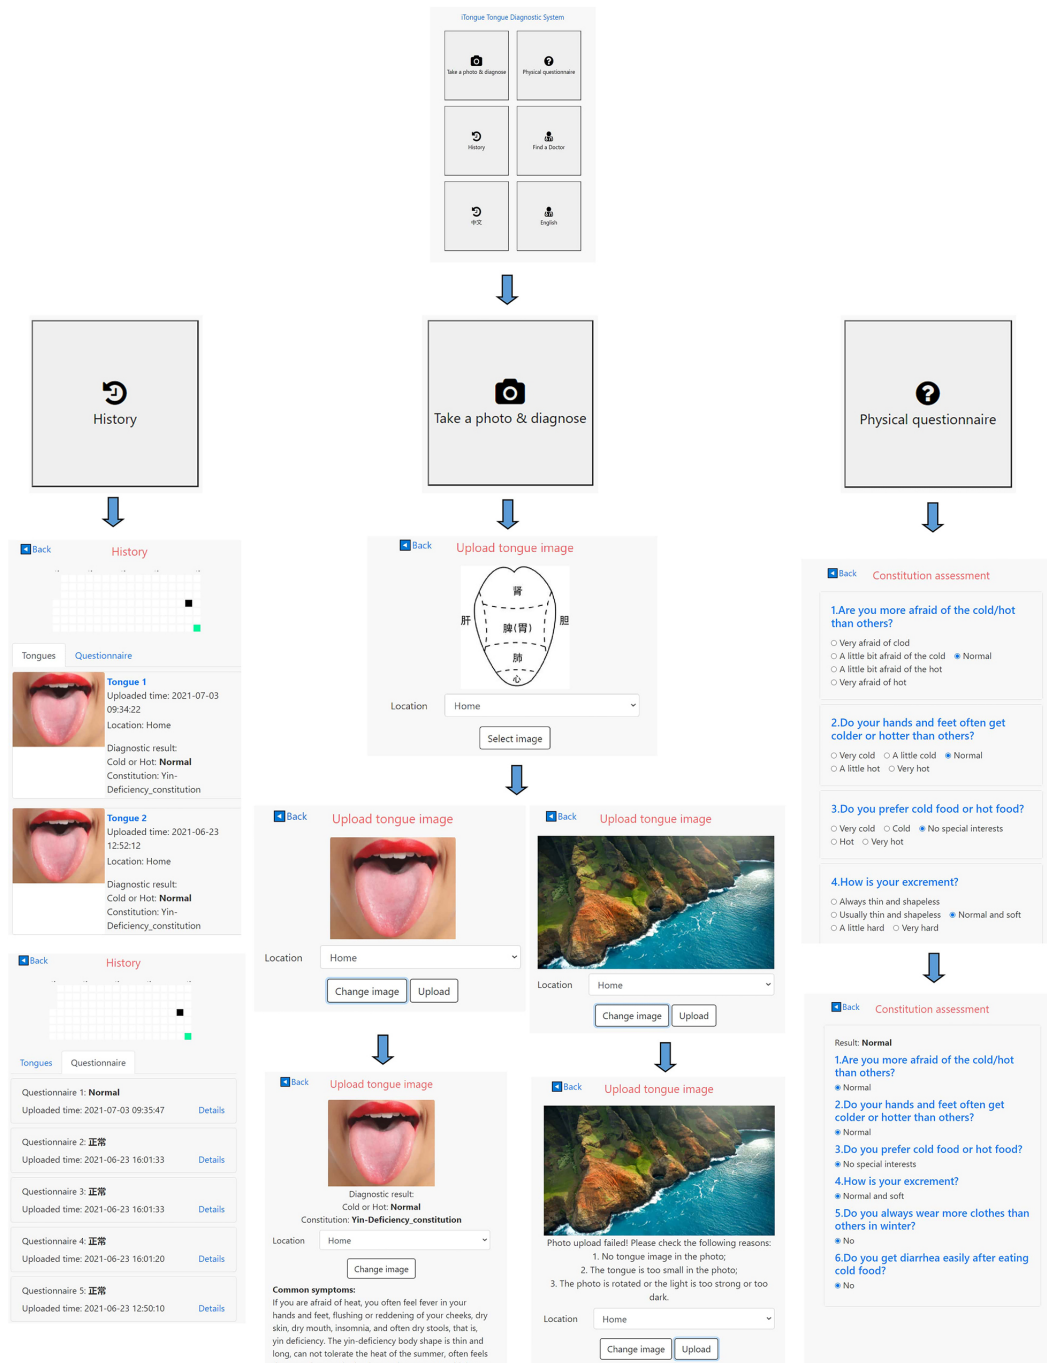 iTongue Tongue Diagnostic System
Take a photo & diagnose
Physical questionnaire
History
Find a Doctor
中文
English
History
Take a photo & diagnose
Physical questionnaire
Back
History
Tongues
Questionnaire
Tongue 1
Uploaded time: 2021-07-03
09:34:22
Location: Home
Diagnostic result:
Cold or Hot: Normal
Constitution: Yin-
Deficiency_constitution
Tongue 2
Uploaded time: 2021-06-23
12:52:12
Location: Home
Diagnostic result:
Cold or Hot: Normal
Constitution: Yin-
Deficiency_constitution
Back
History
Tongues
Questionnaire
Questionnaire 1: Normal
Uploaded time: 2021-07-03 09:35:47
Details
Questionnaire 2: 正常
Uploaded time: 2021-06-23 16:01:33
Details
Questionnaire 3: 正常
Uploaded time: 2021-06-23 16:01:33
Details
Questionnaire 4: 正常
Uploaded time: 2021-06-23 16:01:20
Details
Questionnaire 5: 正常
Uploaded time: 2021-06-23 12:50:10
Details
Back
Upload tongue image
肾
肝
胆
脾(胃)
肺
心
Location
Home
Select image
Back
Upload tongue image
Location
Home
Change image
Upload
Back
Upload tongue image
Location
Home
Change image
Upload
Back
Upload tongue image
Diagnostic result:
Cold or Hot: Normal
Constitution: Yin-Deficiency_constitution
Location
Home
Change image
Common symptoms:
If you are afraid of heat, you often feel fever in your
hands and feet, flushing or reddening of your cheeks, dry
skin, dry mouth, insomnia, and often dry stools, that is,
yin deficiency. The yin-deficiency body shape is thin and
long, can not tolerate the heat of the summer, often feels
Back
Upload tongue image
Photo upload failed! Please check the following reasons:
1. No tongue image in the photo;
2. The tongue is too small in the photo;
3. The photo is rotated or the light is too strong or too
dark.
Location
Home
Change image
Upload
Back
Constitution assessment
1.Are you more afraid of the cold/hot
than others?
Very afraid of clod
A little bit afraid of the cold
Normal
A little bit afraid of the hot
Very afraid of hot
2.Do your hands and feet often get
colder or hotter than others?
Very cold
A little cold
Normal
A little hot
Very hot
3.Do you prefer cold food or hot food?
Very cold
Cold
No special interests
Hot
Very hot
4.How is your excrement?
Always thin and shapeless
Usually thin and shapeless
Normal and soft
A little hard
Very hard
Back
Constitution assessment
Result: Normal
1.Are you more afraid of the cold/hot
than others?
Normal
2.Do your hands and feet often get
colder or hotter than others?
Normal
3.Do you prefer cold food or hot food?
No special interests
4.How is your excrement?
Normal and soft
5.Do you always wear more clothes than
others in winter?
No
6.Do you get diarrhea easily after eating
cold food?
No